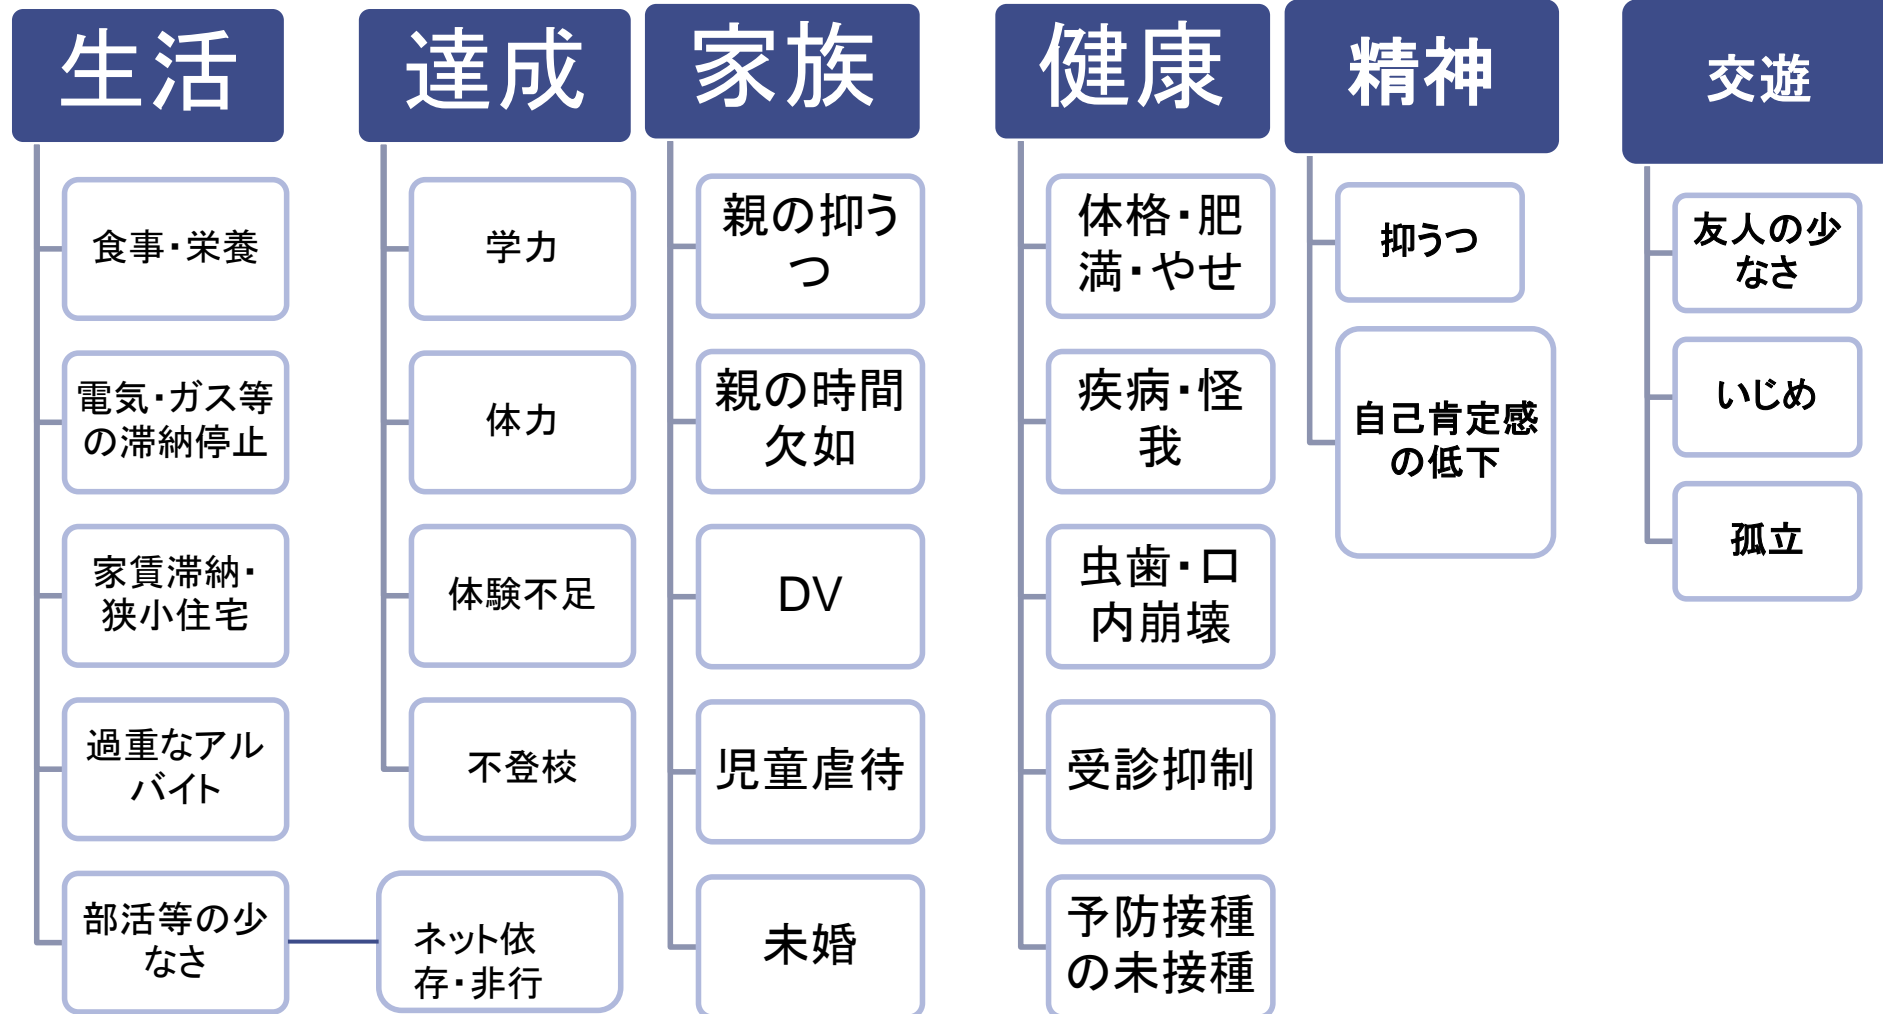 生活
食事・栄養
電気・ガス等
の滞納停止
家賃滞納・
狭小住宅
過重なアル
バイト
部活等の少
なさ
達成
学力
体力
体験不足
不登校
ネット依
存・非行
家族
親の抑う
つ
親の時間
欠如
DV
児童虐待
未婚
健康
体格・肥
満・やせ
疾病・怪
我
虫歯・口
内崩壊
受診抑制
予防接種
の未接種
精神
抑うつ
自己肯定感
の低下
交遊
友人の少
なさ
いじめ
孤立